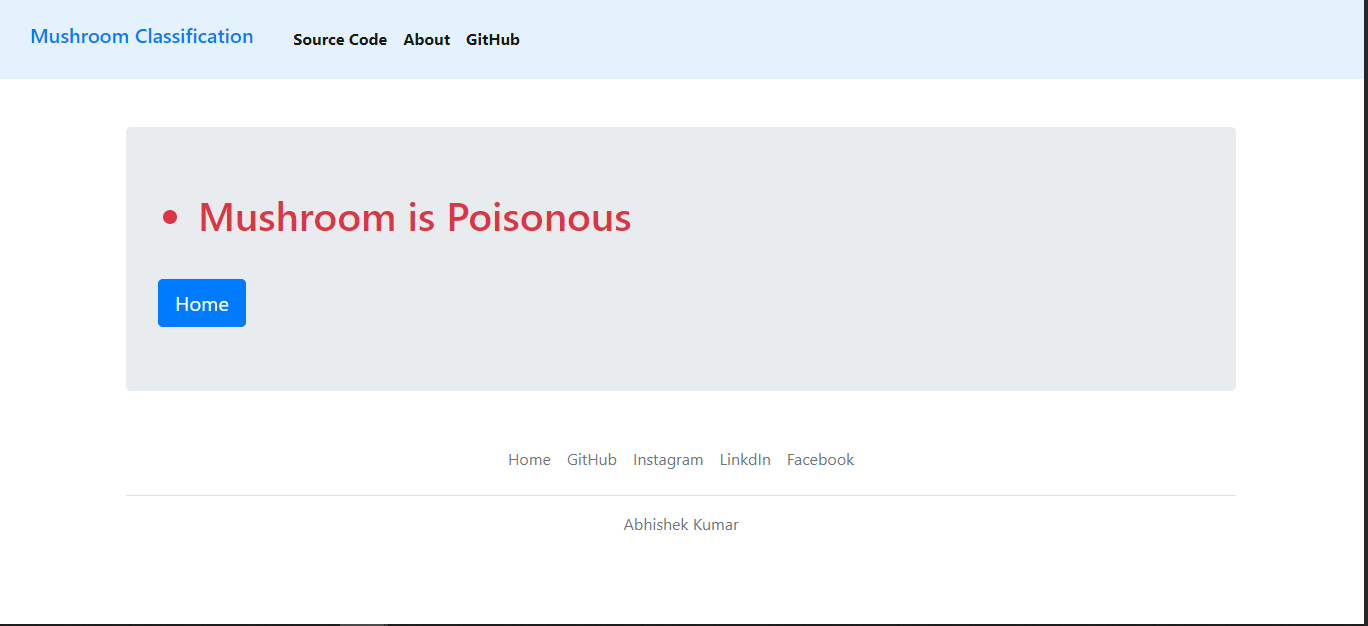 Mushroom Classification Source Code About GitHub
Mushroom is Poisonous
Home
Home GitHub Instagram LinkdIn Facebook
Abhishek Kumar